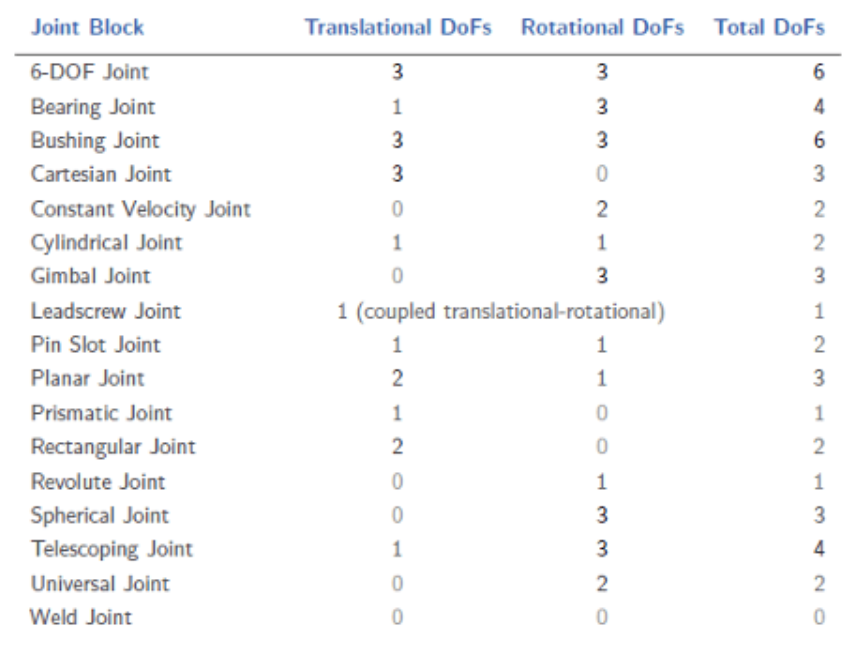 Joint Block Translational DoFs Rotational DoFs Total DoFs
6-DOF Joint 3 3 6
Bearing Joint 1 3 4
Bushing Joint 3 3 6
Cartesian Joint 3 0 3
Constant Velocity Joint 0 2 2
Cylindrical Joint 1 1 2
Gimbal Joint 0 3 3
Leadscrew Joint 1 (coupled translational-rotational) 1
Pin Slot Joint 1 1 2
Planar Joint 2 1 3
Prismatic Joint 1 0 1
Rectangular Joint 2 0 2
Revolute Joint 0 1 1
Spherical Joint 0 3 3
Telescoping Joint 1 3 4
Universal Joint 0 2 2
Weld Joint 0 0 0